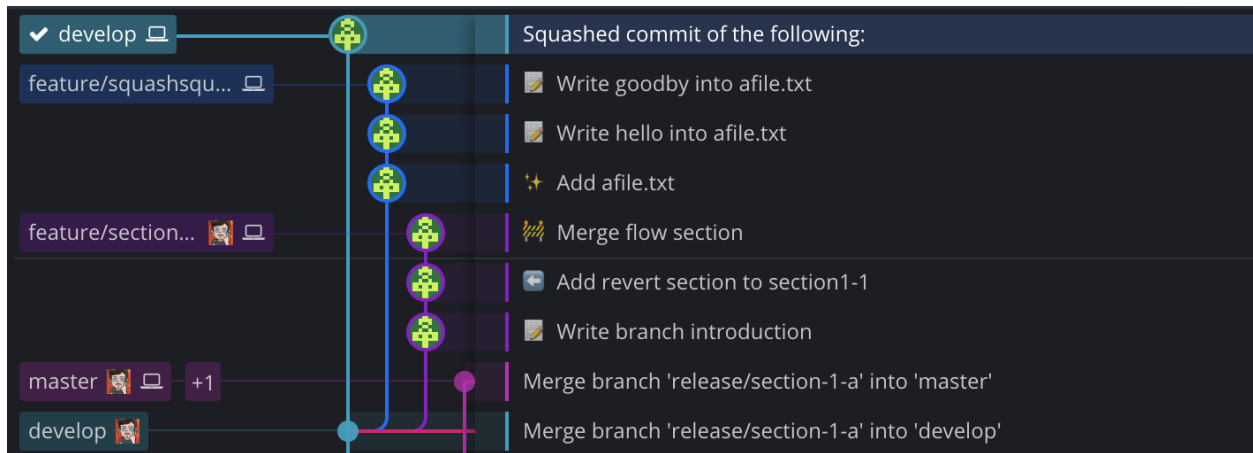 develop Squashed commit of the following:
feature/squashsqu... Write goodby into afile.txt
Write hello into afile.txt
Add afile.txt
feature/section... Merge flow section
Add revert section to section1-1
Write branch introduction
master +1 Merge branch 'release/section-1-a' into 'master'
develop Merge branch 'release/section-1-a' into 'develop'